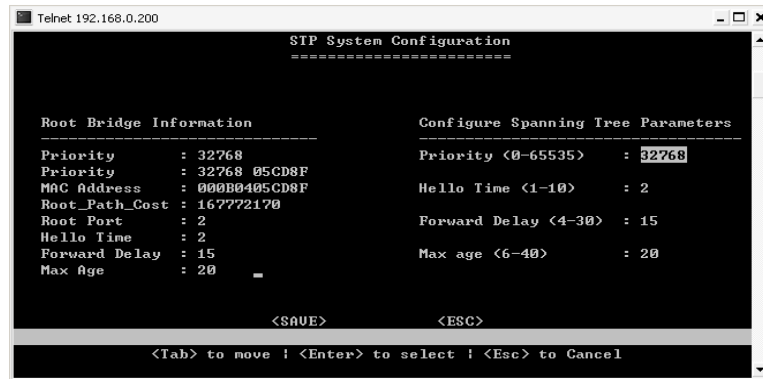 Telnet 192.168.0.200
STP System Configuration
========================
Root Bridge Information
Configure Spanning Tree Parameters
Priority : 32768
Priority (0-65535) : 32768
Priority : 32768 05CD8F
MAC Address : 000B0405CD8F
Hello Time (1-10) : 2
Root_Path_Cost : 167772170
Root Port : 2
Forward Delay (4-30) : 15
Hello Time : 2
Forward Delay : 15
Max age (6-40) : 20
Max Age : 20 _
<SAVE> <ESC>
<Tab> to move ¦ <Enter> to select ¦ <Esc> to Cancel